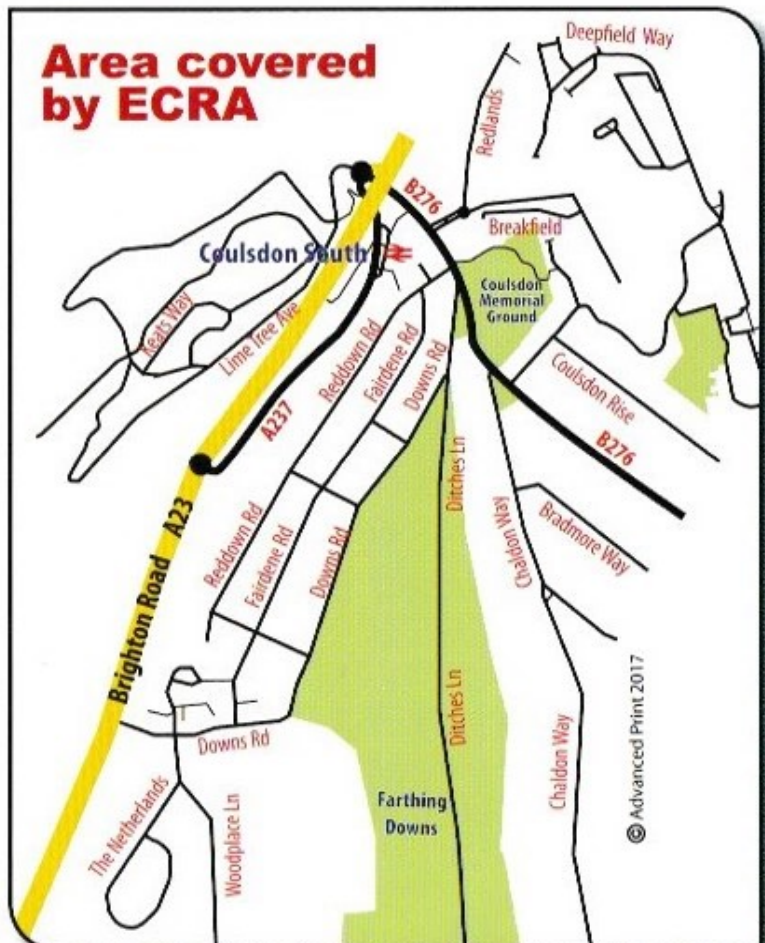 Area covered
by ECRA
Deepfield Way
Redlands
B276
Breakfield
Coulsdon South
Coulsdon
Memorial
Ground
Keats Way
Lime Tree Ave
Reddown Rd
Fairdene Rd
Downs Rd
Coulsdon Rise
A237
B276
Ditches Ln
Chaldon Way
Bradmore Way
Brighton Road A23
Reddown Rd
Fairdene Rd
Downs Rd
Ditches Ln
Chaldon Way
Downs Rd
The Netherlands
Woodplace Ln
Farthing
Downs
© Advanced Print 2017